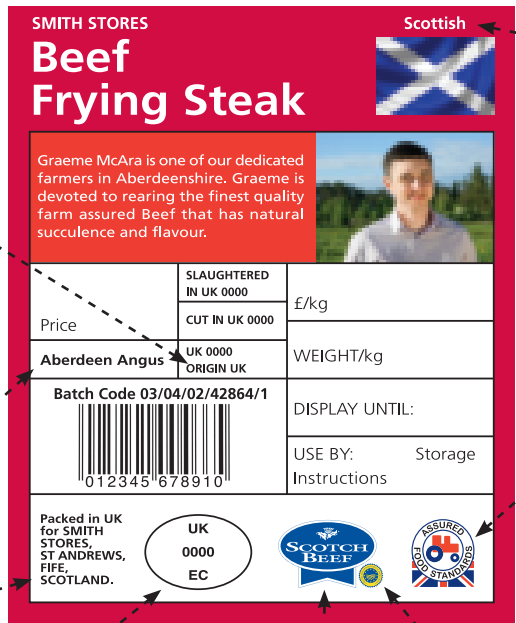 SMITH STORES
Scottish
Beef
Frying Steak
Graeme McAra is one of our dedicated
farmers in Aberdeenshire. Graeme is
devoted to rearing the finest quality
farm assured Beef that has natural
succulence and flavour.
Price
SLAUGHTERED
IN UK 0000
CUT IN UK 0000
£/kg
Aberdeen Angus
UK 0000
ORIGIN UK
WEIGHT/kg
Batch Code 03/04/02/42864/1
012345 678910
DISPLAY UNTIL:
USE BY: Storage
Instructions
Packed in UK
for SMITH
STORES,
ST ANDREWS,
FIFE,
SCOTLAND.
UK
0000
EC
SCOTCH
BEEF
ASSURED
FOOD STANDARDS